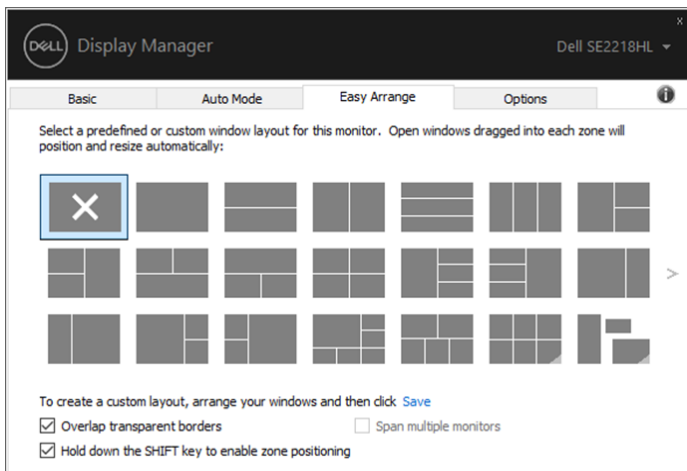 x
DELL Display Manager Dell SE2218HL
Basic Auto Mode Easy Arrange Options i
Select a predefined or custom window layout for this monitor. Open windows dragged into each zone will
position and resize automatically:
>
To create a custom layout, arrange your windows and then click Save
Overlap transparent borders Span multiple monitors
Hold down the SHIFT key to enable zone positioning